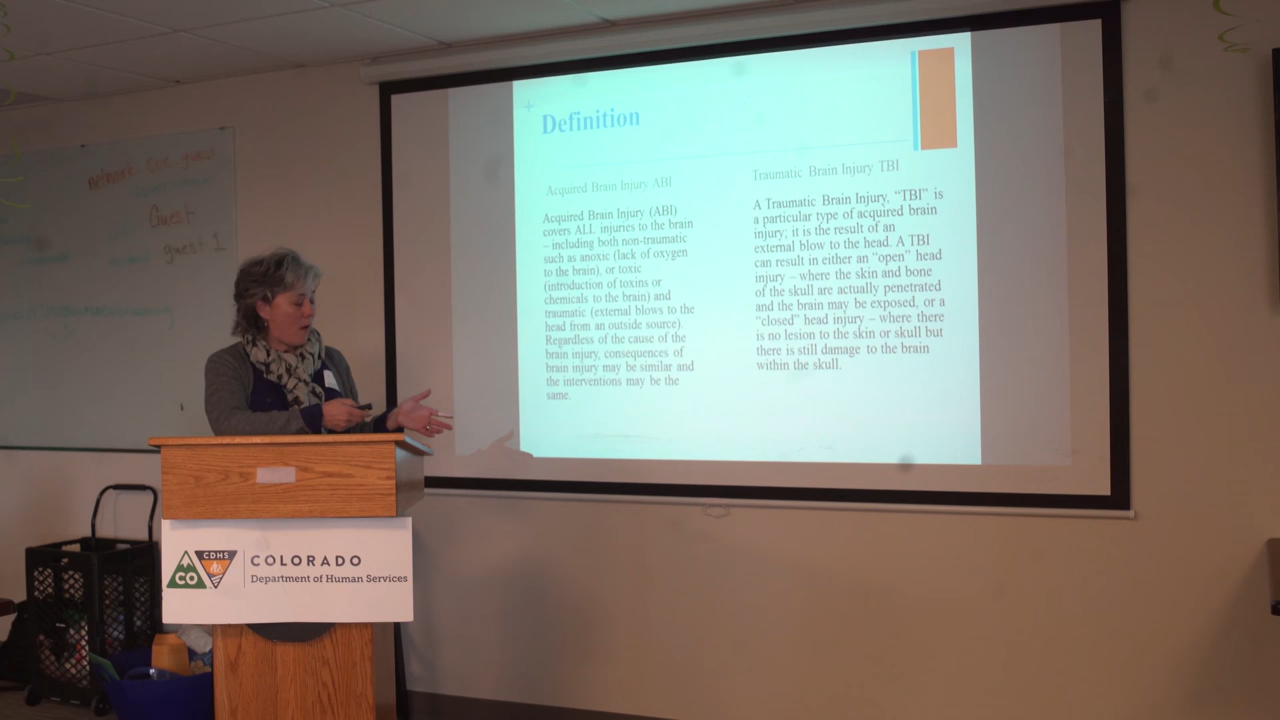 network eoc_guest
Guest
guest 1
+
Definition
Acquired Brain Injury ABI
Acquired Brain Injury (ABI)
covers ALL injuries to the brain
– including both non-traumatic
such as anoxic (lack of oxygen
to the brain), or toxic
(introduction of toxins or
chemicals to the brain) and
traumatic (external blows to the
head from an outside source).
Regardless of the cause of the
brain injury, consequences of
brain injury may be similar and
the interventions may be the
same.
Traumatic Brain Injury TBI
A Traumatic Brain Injury, “TBI” is
a particular type of acquired brain
injury; it is the result of an
external blow to the head. A TBI
can result in either an “open” head
injury – where the skin and bone
of the skull are actually penetrated
and the brain may be exposed, or a
“closed” head injury – where there
is no lesion to the skin or skull but
there is still damage to the brain
within the skull.
CO
CDHS
COLORADO
Department of Human Services